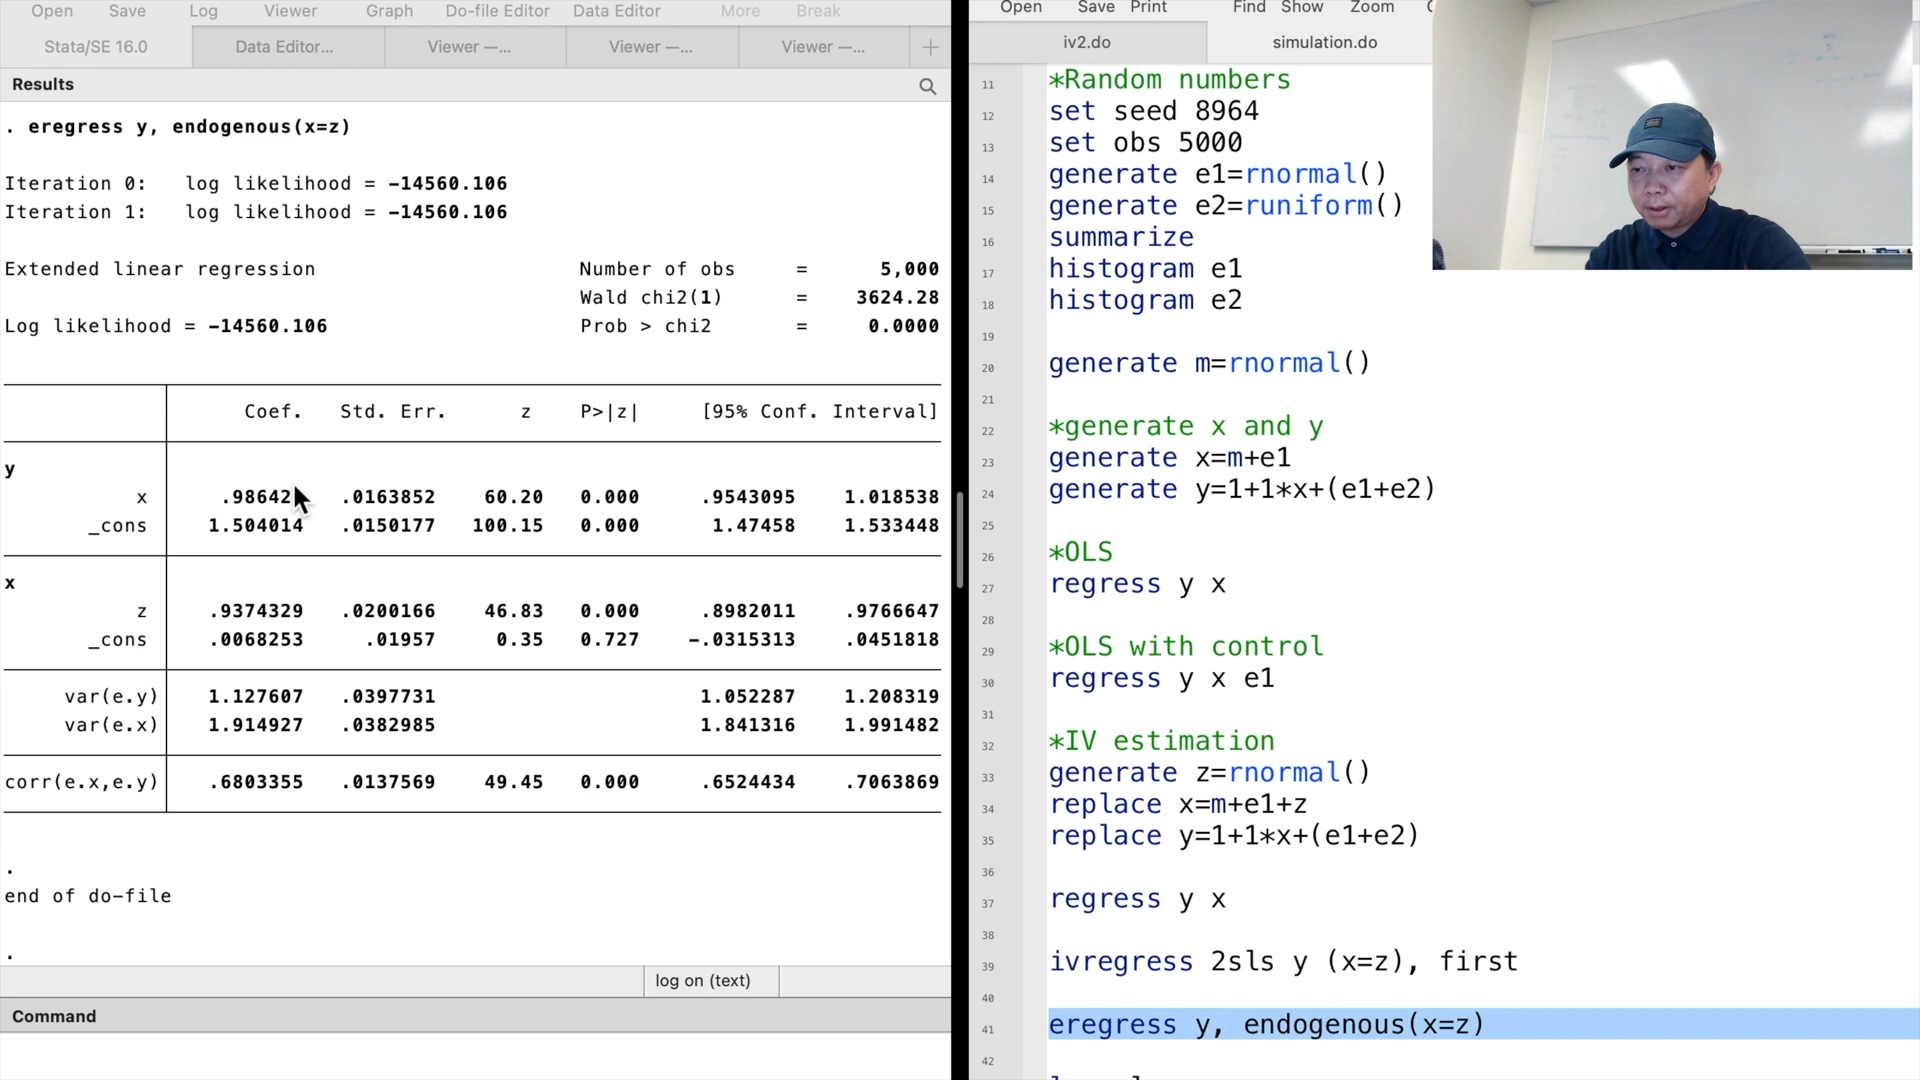 Open Save Log Viewer Graph Do-file Editor Data Editor More Break
Stata/SE 16.0 Data Editor... Viewer —... Viewer —... Viewer —... +
Results
. eregress y, endogenous(x=z)
Iteration 0: log likelihood = -14560.106
Iteration 1: log likelihood = -14560.106
Extended linear regression Number of obs = 5,000
Wald chi2(1) = 3624.28
Log likelihood = -14560.106 Prob > chi2 = 0.0000
Coef. Std. Err. z P>|z| [95% Conf. Interval]
y
x .98642 .0163852 60.20 0.000 .9543095 1.018538
_cons 1.504014 .0150177 100.15 0.000 1.47458 1.533448
x
z .9374329 .0200166 46.83 0.000 .8982011 .9766647
_cons .0068253 .01957 0.35 0.727 -.0315313 .0451818
var(e.y) 1.127607 .0397731 1.052287 1.208319
var(e.x) 1.914927 .0382985 1.841316 1.991482
corr(e.x,e.y) .6803355 .0137569 49.45 0.000 .6524434 .7063869
.
end of do-file
.
log on (text)
Command
Open Save Print Find Show Zoom
iv2.do simulation.do
11 *Random numbers
12 set seed 8964
13 set obs 5000
14 generate e1=rnormal()
15 generate e2=runiform()
16 summarize
17 histogram e1
18 histogram e2
19
20 generate m=rnormal()
21
22 *generate x and y
23 generate x=m+e1
24 generate y=1+1*x+(e1+e2)
25
26 *OLS
27 regress y x
28
29 *OLS with control
30 regress y x e1
31
32 *IV estimation
33 generate z=rnormal()
34 replace x=m+e1+z
35 replace y=1+1*x+(e1+e2)
36
37 regress y x
38
39 ivregress 2sls y (x=z), first
40
41 eregress y, endogenous(x=z)
42